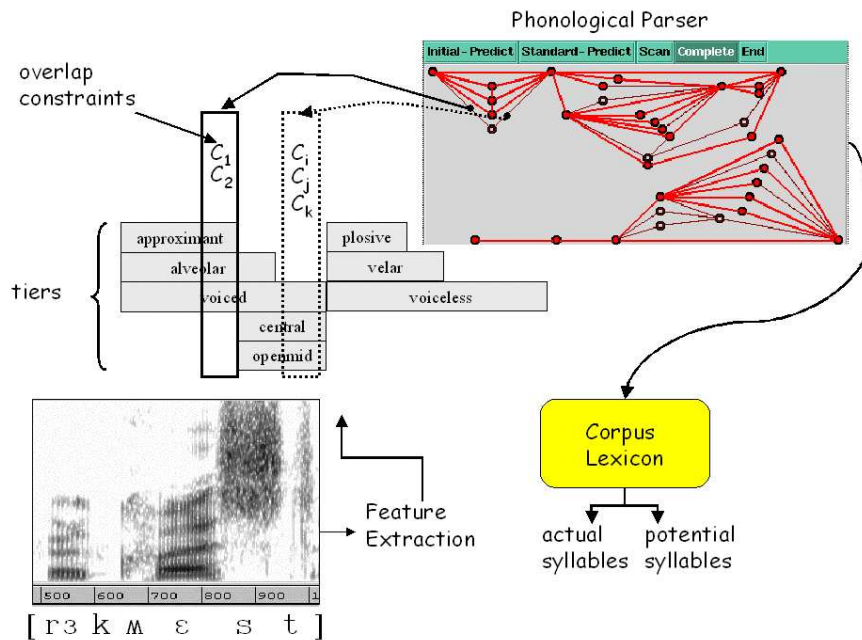 Phonological Parser
Initial - Predict Standard - Predict Scan Complete End
overlap
constraints
C1
C2
Ci
Cj
Ck
approximant plosive
alveolar velar
tiers
voiced voiceless
central
openmid
Corpus
Lexicon
Feature
Extraction
actual
syllables
potential
syllables
500 600 700 800 900 1
[ rɜ k ʍ ɛ s t ]